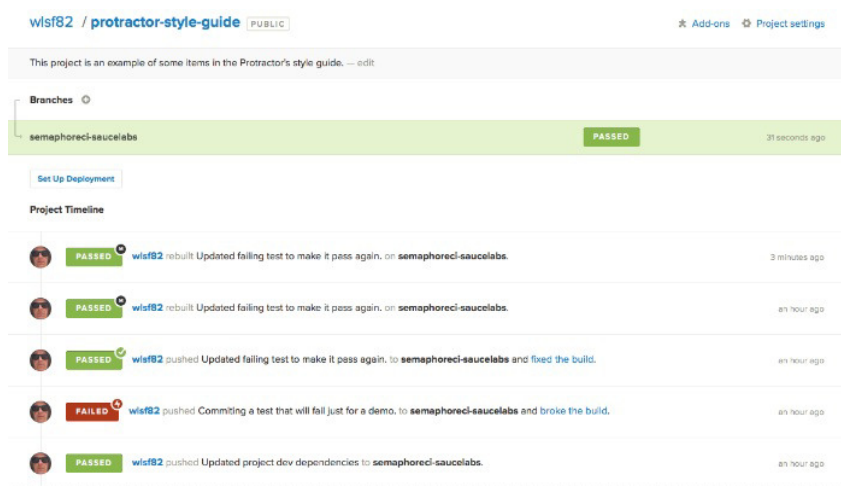 wlsf82 / protractor-style-guide PUBLIC
Add-ons Project settings
This project is an example of some items in the Protractor's style guide. — edit
Branches
semaphoreci-saucelabs PASSED 31 seconds ago
Set Up Deployment
Project Timeline
PASSED wlsf82 rebuilt Updated failing test to make it pass again. on semaphoreci-saucelabs. 3 minutes ago
PASSED wlsf82 rebuilt Updated failing test to make it pass again. on semaphoreci-saucelabs. an hour ago
PASSED wlsf82 pushed Updated failing test to make it pass again. to semaphoreci-saucelabs and fixed the build. an hour ago
FAILED wlsf82 pushed Commiting a test that will fail just for a demo. to semaphoreci-saucelabs and broke the build. an hour ago
PASSED wlsf82 pushed Updated project dev dependencies to semaphoreci-saucelabs. an hour ago